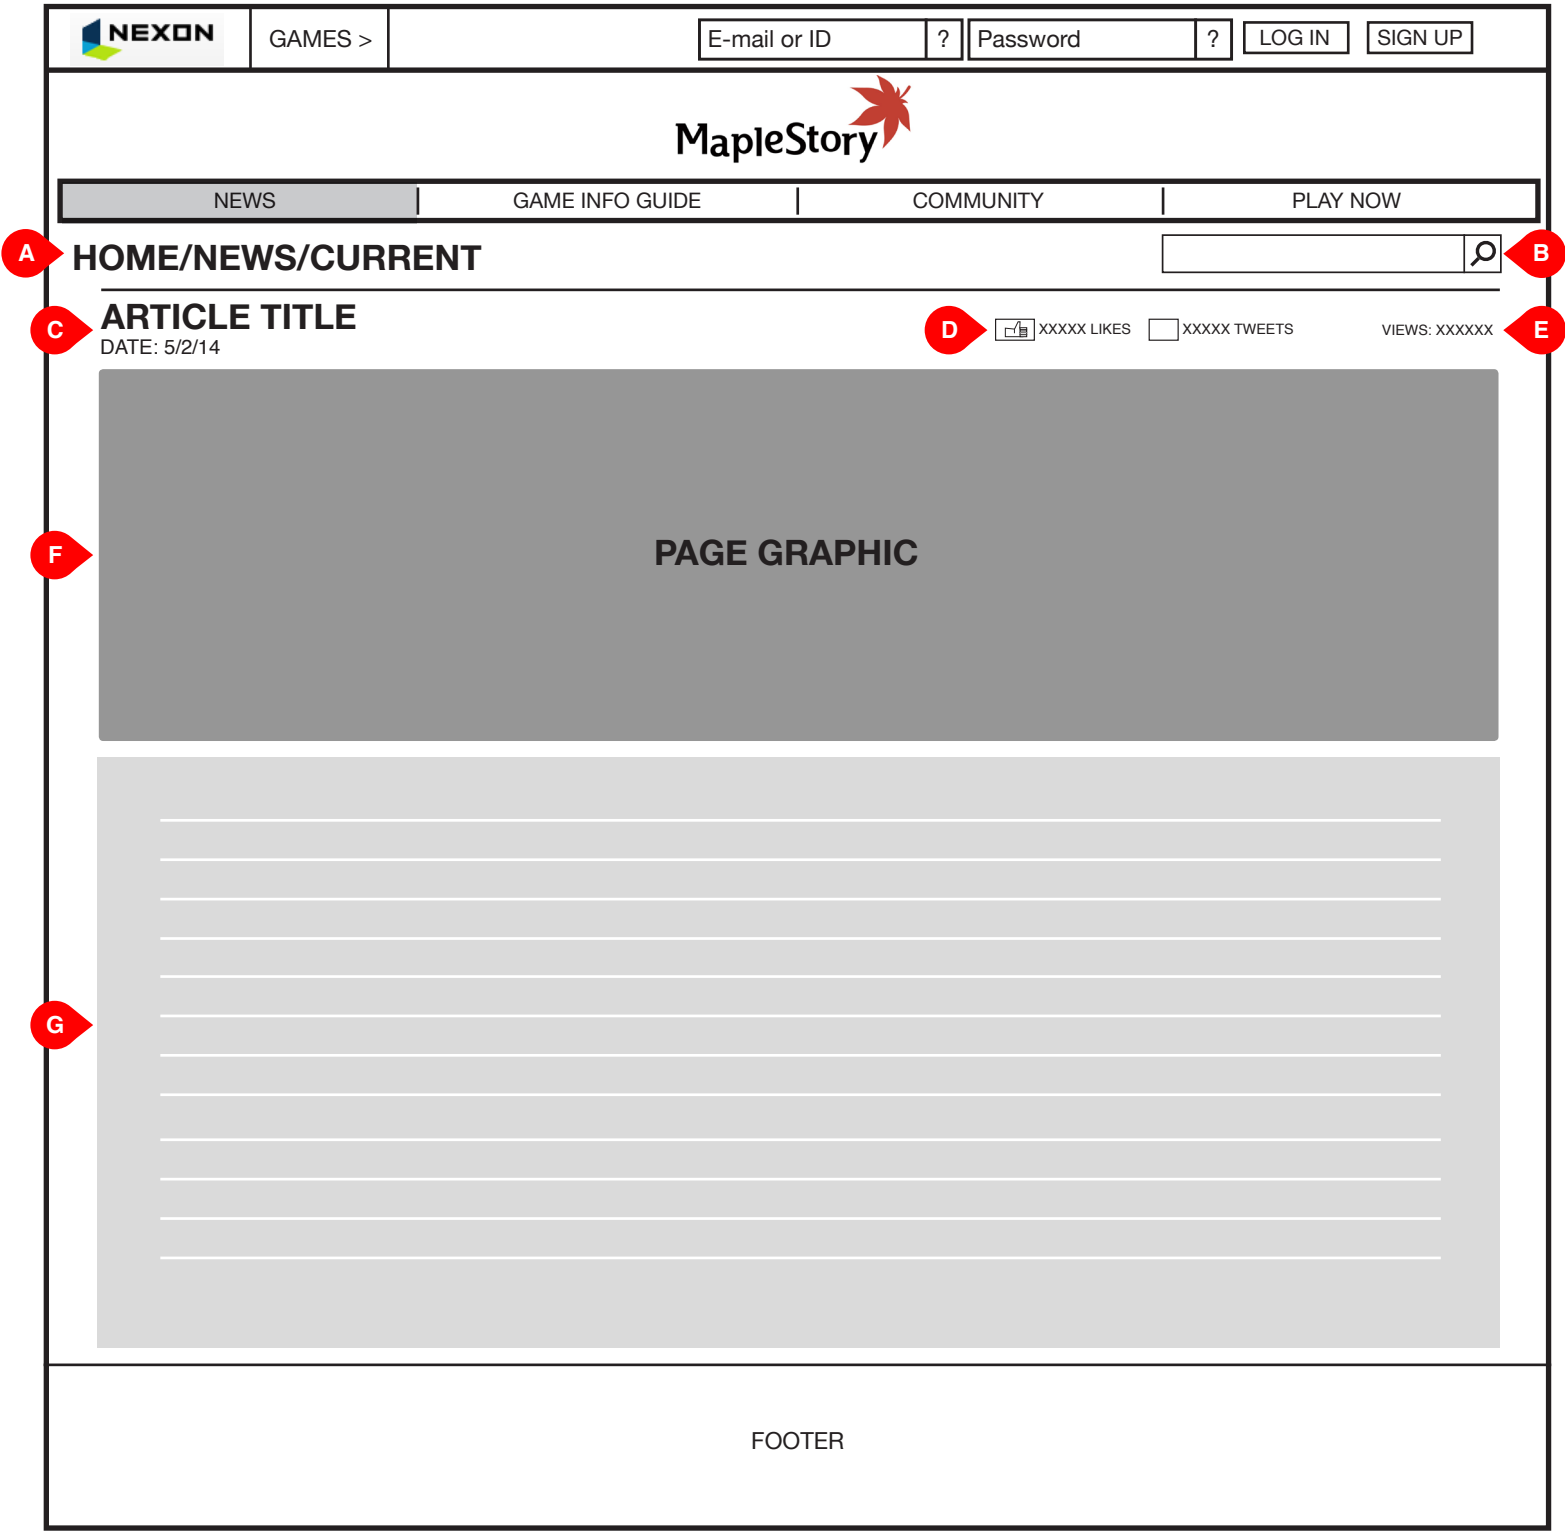 NEXON GAMES > E-mail or ID ? Password ? LOG IN SIGN UP
MapleStory
NEWS GAME INFO GUIDE COMMUNITY PLAY NOW
A HOME/NEWS/CURRENT B
C ARTICLE TITLE
DATE: 5/2/14
D XXXXX LIKES XXXXX TWEETS VIEWS: XXXXXX E
F PAGE GRAPHIC
G
FOOTER